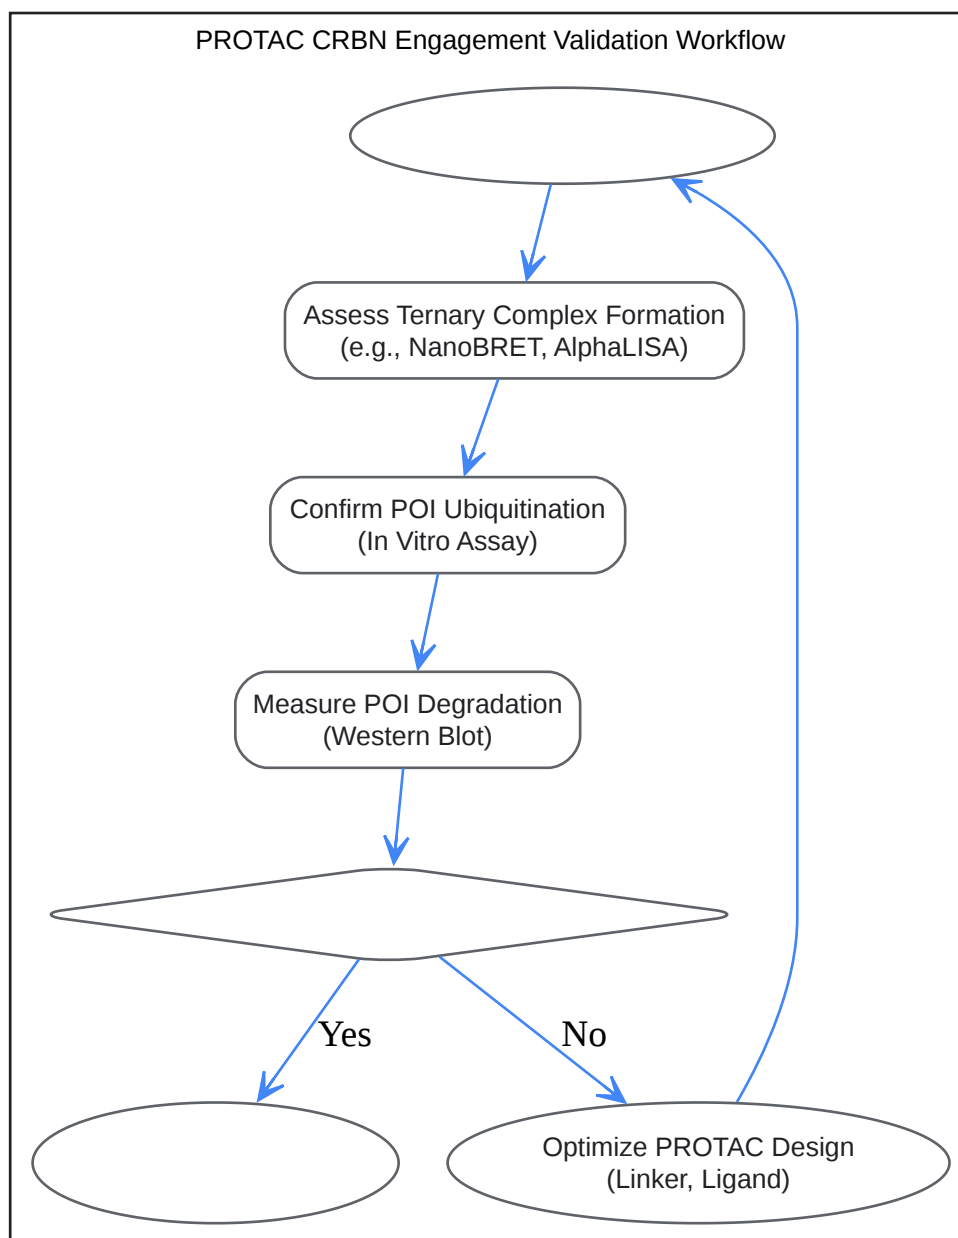 PROTAC CRBN Engagement Validation Workflow
Assess Ternary Complex Formation
(e.g., NanoBRET, AlphaLISA)
Confirm POI Ubiquitination
(In Vitro Assay)
Measure POI Degradation
(Western Blot)
Yes
No
Optimize PROTAC Design
(Linker, Ligand)